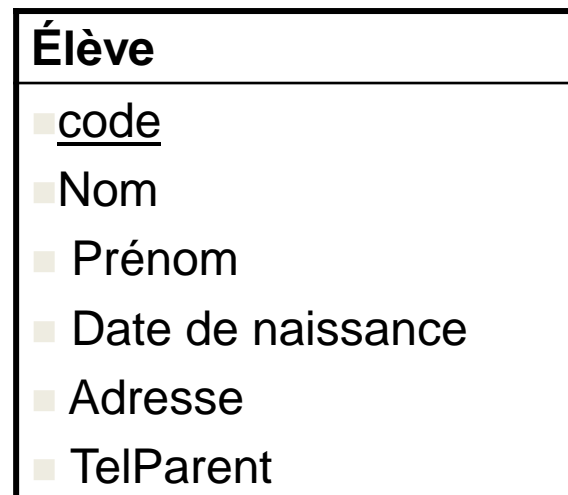 Élève
code
Nom
Prénom
Date de naissance
Adresse
TelParent